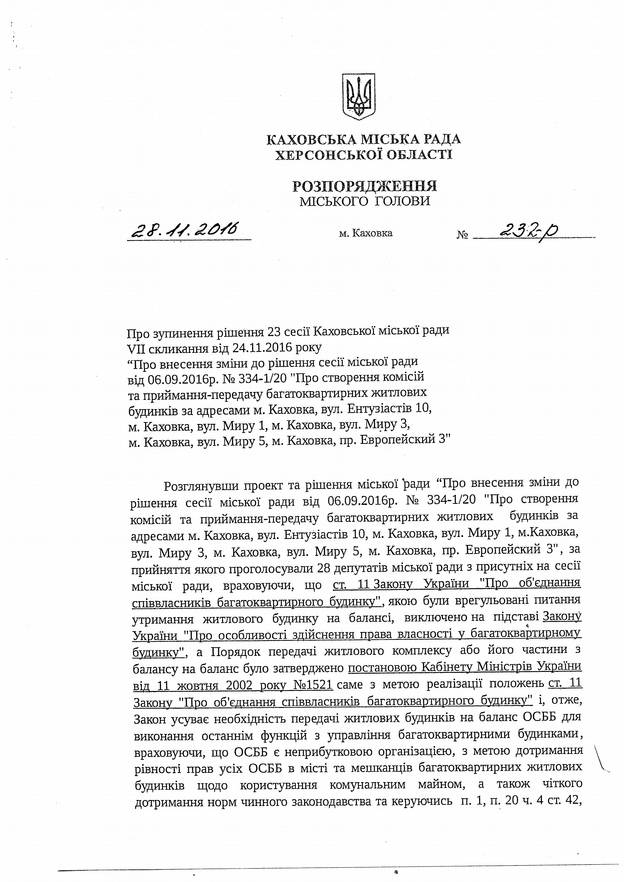 КАХОВСЬКА МІСЬКА РАДА
ХЕРСОНСЬКОЇ ОБЛАСТІ
РОЗПОРЯДЖЕННЯ
МІСЬКОГО ГОЛОВИ
28.11.2016 м. Каховка № 232-р
Про зупинення рішення 23 сесії Каховської міської ради
VII скликання від 24.11.2016 року
“Про внесення зміни до рішення сесії міської ради
від 06.09.2016р. № 334-1/20 "Про створення комісій
та приймання-передачу багатоквартирних житлових
будинків за адресами м. Каховка, вул. Ентузіастів 10,
м. Каховка, вул. Миру 1, м. Каховка, вул. Миру 3,
м. Каховка, вул. Миру 5, м. Каховка, пр. Европейский 3"
Розглянувши проект та рішення міської ради “Про внесення зміни до
рішення сесії міської ради від 06.09.2016р. № 334-1/20 "Про створення
комісій та приймання-передачу багатоквартирних житлових будинків за
адресами м. Каховка, вул. Ентузіастів 10, м. Каховка, вул. Миру 1, м.Каховка,
вул. Миру 3, м. Каховка, вул. Миру 5, м. Каховка, пр. Европейский 3", за
прийняття якого проголосували 28 депутатів міської ради з присутніх на сесії
міської ради, враховуючи, що ст. 11 Закону України "Про об'єднання
співвласників багатоквартирного будинку", якою були врегульовані питання
утримання житлового будинку на балансі, виключено на підставі Закону
України "Про особливості здійснення права власності у багатоквартирному
будинку", а Порядок передачі житлового комплексу або його частини з
балансу на баланс було затверджено постановою Кабінету Міністрів України
від 11 жовтня 2002 року №1521 саме з метою реалізації положень ст. 11
Закону "Про об'єднання співвласників багатоквартирного будинку" і, отже,
Закон усуває необхідність передачі житлових будинків на баланс ОСББ для
виконання останнім функцій з управління багатоквартирними будинками,
враховуючи, що ОСББ є неприбутковою організацією, з метою дотримання
рівності прав усіх ОСББ в місті та мешканців багатоквартирних житлових
будинків щодо користування комунальним майном, а також чіткого
дотримання норм чинного законодавства та керуючись п. 1, п. 20 ч. 4 ст. 42,